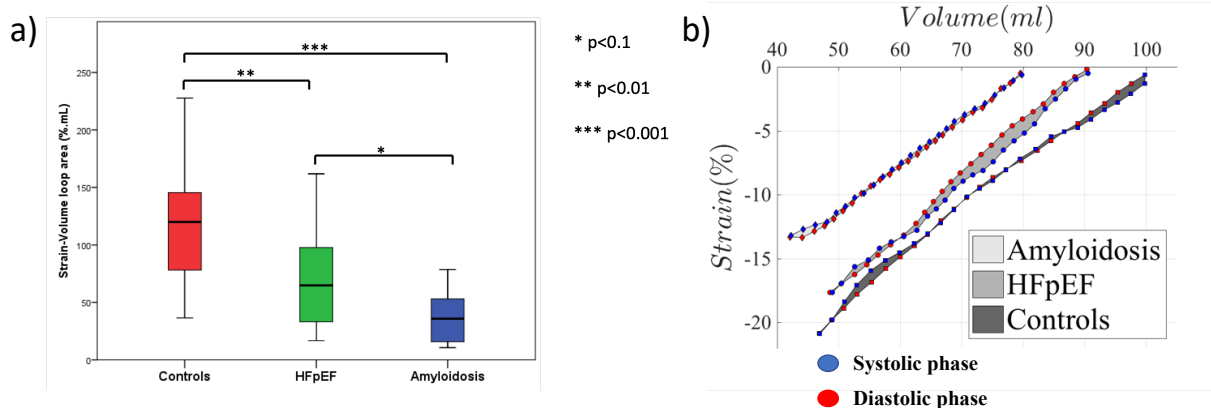 a)
Strain-Volume loop area (%.mL)
250
200
150
100
50
0
***
**
*
Controls
HFpEF
Amyloidosis
* p<0.1
** p<0.01
*** p<0.001
b)
Volume(ml)
40 50 60 70 80 90 100
0
-5
-10
-15
-20
Strain(%)
Amyloidosis
HFpEF
Controls
Systolic phase
Diastolic phase